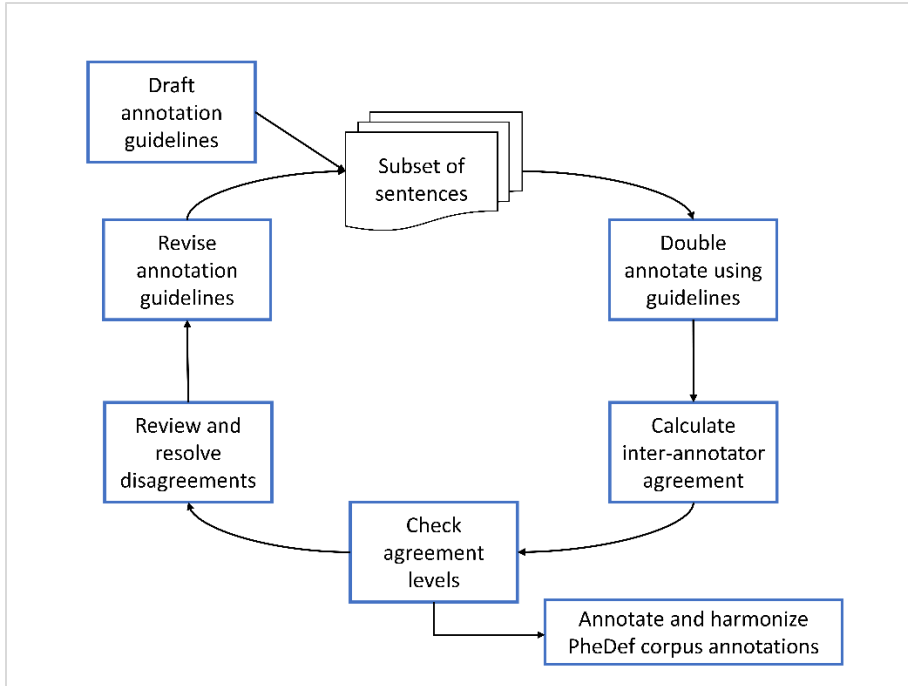 Draft
annotation
guidelines
Subset of
sentences
Double
annotate using
guidelines
Calculate
inter-annotator
agreement
Check
agreement
levels
Annotate and harmonize
PheDef corpus annotations
Review and
resolve
disagreements
Revise
annotation
guidelines